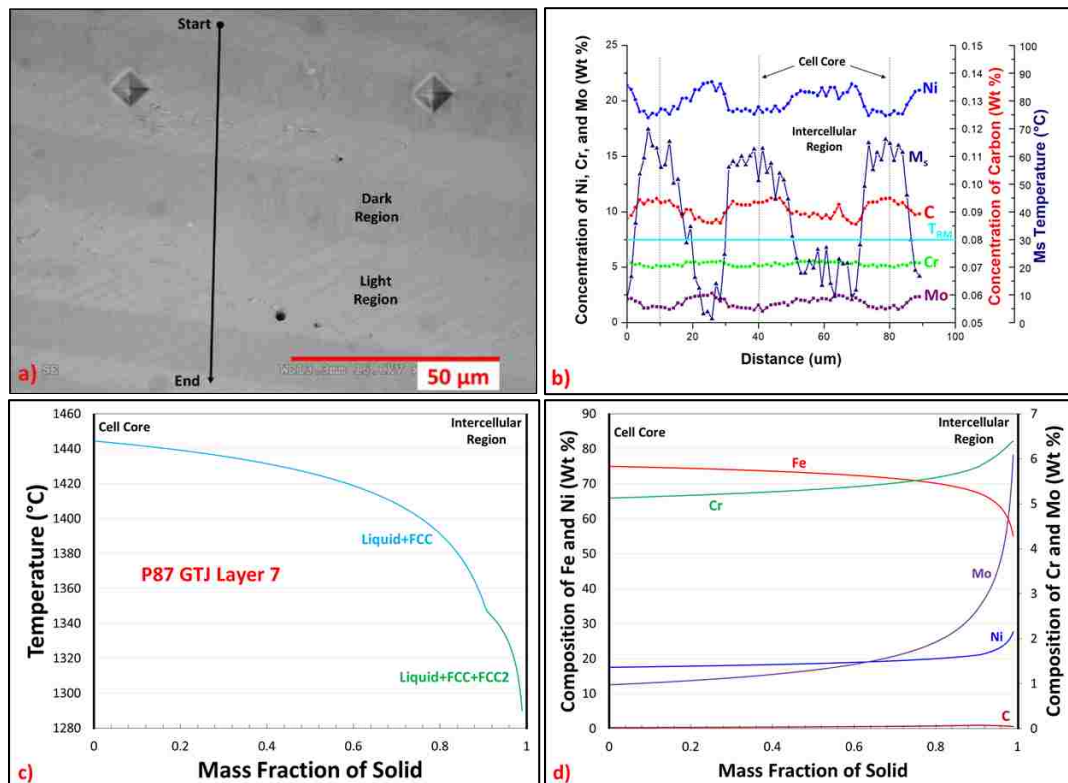 Start
Dark
Region
Light
Region
End
50 µm
a)
Concentration of Ni, Cr, and Mo (Wt %)
25
20
15
10
5
0
0
20
40
60
80
100
Distance (um)
Cell Core
Intercellular
Region
Ni
Ms
C
TRM
Cr
Mo
0.15
0.14
0.13
0.12
0.11
0.10
0.09
0.08
0.07
0.06
0.05
Concentration of Carbon (Wt %)
100
90
80
70
60
50
40
30
20
10
0
Ms Temperature (°C)
b)
Temperature (°C)
1460
1440
1420
1400
1380
1360
1340
1320
1300
1280
Cell Core
Intercellular
Region
Liquid+FCC
P87 GTJ Layer 7
Liquid+FCC+FCC2
0
0.2
0.4
0.6
0.8
1
Mass Fraction of Solid
c)
Composition of Fe and Ni (Wt %)
90
80
70
60
50
40
30
20
10
0
Cell Core
Intercellular
Region
Fe
Cr
Mo
Ni
C
7
6
5
4
3
2
1
0
Composition of Cr and Mo (Wt %)
0
0.2
0.4
0.6
0.8
1
Mass Fraction of Solid
d)